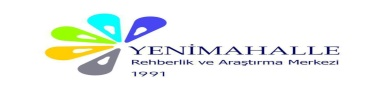 YENİMAHALLE
Rehberlik ve Araştırma Merkezi
1991